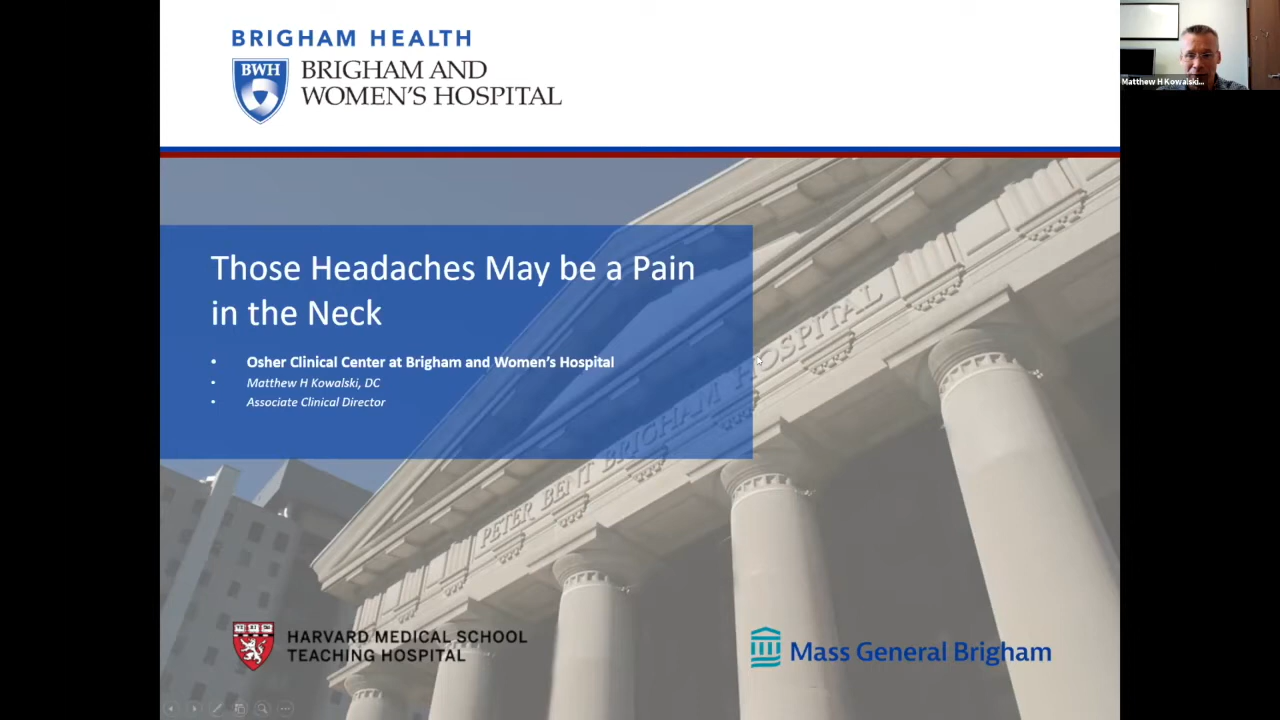 BRIGHAM HEALTH
BWH
BRIGHAM AND
WOMEN'S HOSPITAL
Matthew H Kowalski...
Those Headaches May be a Pain
in the Neck
• Osher Clinical Center at Brigham and Women's Hospital
• Matthew H Kowalski, DC
• Associate Clinical Director
PETER BENT BRIGHAM HOSPITAL
HARVARD MEDICAL SCHOOL
TEACHING HOSPITAL
Mass General Brigham